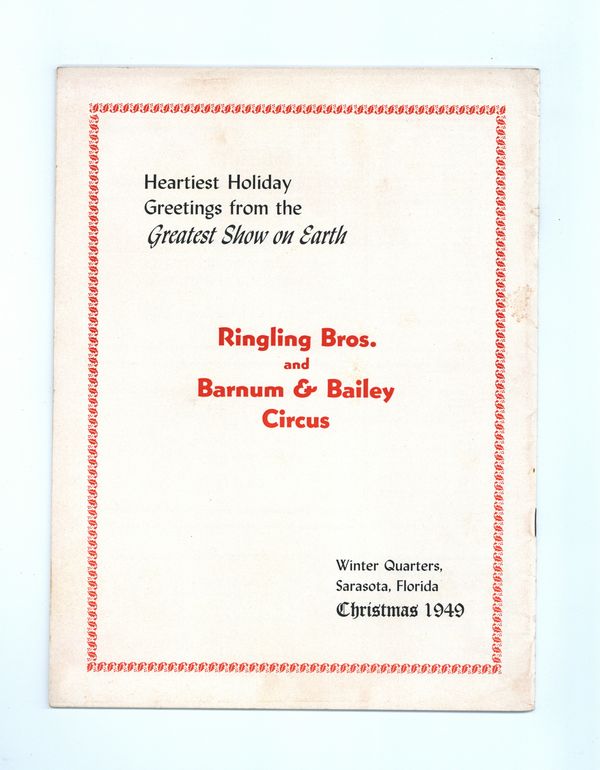 Heartiest Holiday
Greetings from the
Greatest Show on Earth
Ringling Bros.
and
Barnum & Bailey
Circus
Winter Quarters,
Sarasota, Florida
Christmas 1949